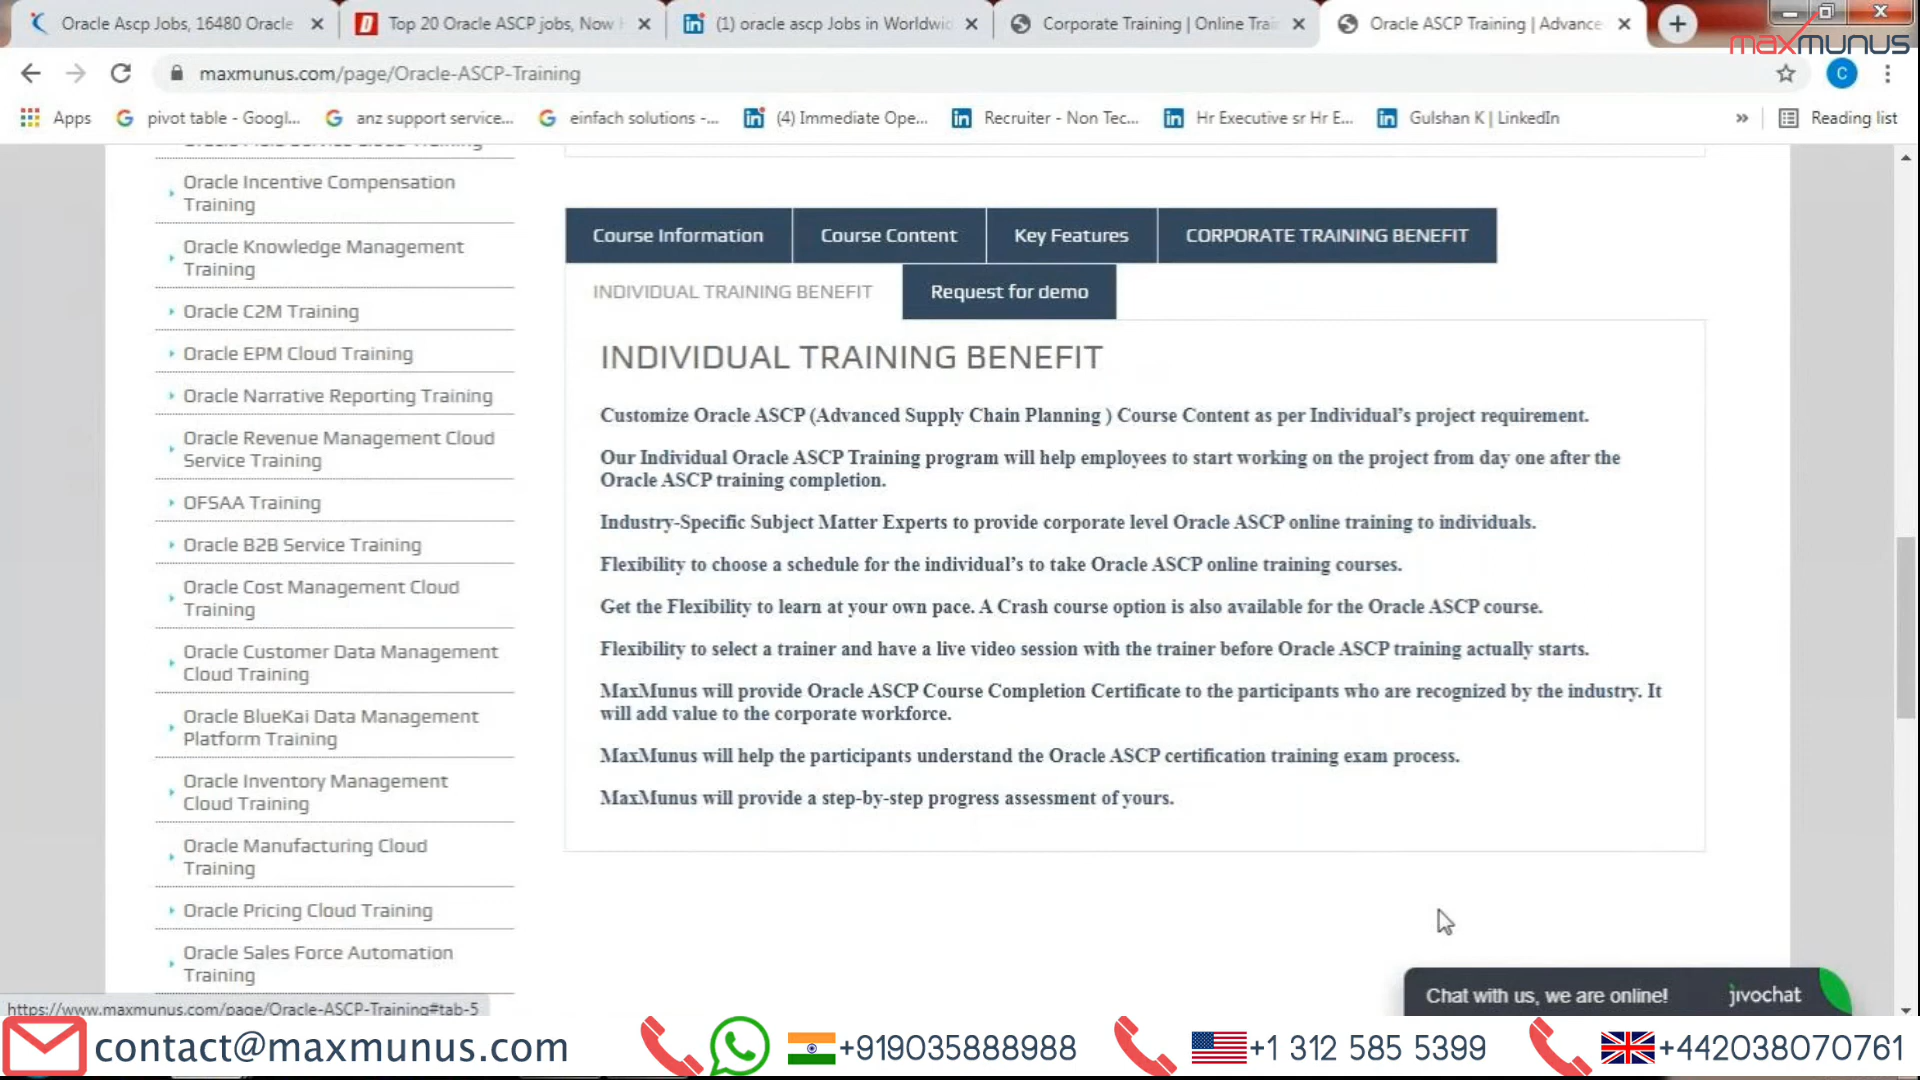 Oracle Ascp Jobs, 16480 Oracle
Top 20 Oracle ASCP jobs, Now
(1) oracle ascp Jobs in Worldwid
Corporate Training | Online Train
Oracle ASCP Training | Advance
maxmunus
maxmunus.com/page/Oracle-ASCP-Training
C
Apps
pivot table - Googl...
anz support service...
einfach solutions -...
(4) Immediate Ope...
Recruiter - Non Tec...
Hr Executive sr Hr E...
Gulshan K | LinkedIn
»
Reading list
Oracle Incentive Compensation
Training
Oracle Knowledge Management
Training
Oracle C2M Training
Oracle EPM Cloud Training
Oracle Narrative Reporting Training
Oracle Revenue Management Cloud
Service Training
OFSAA Training
Oracle B2B Service Training
Oracle Cost Management Cloud
Training
Oracle Customer Data Management
Cloud Training
Oracle BlueKai Data Management
Platform Training
Oracle Inventory Management
Cloud Training
Oracle Manufacturing Cloud
Training
Oracle Pricing Cloud Training
Oracle Sales Force Automation
Training
Course Information
Course Content
Key Features
CORPORATE TRAINING BENEFIT
INDIVIDUAL TRAINING BENEFIT
Request for demo
INDIVIDUAL TRAINING BENEFIT
Customize Oracle ASCP (Advanced Supply Chain Planning ) Course Content as per Individual's project requirement.
Our Individual Oracle ASCP Training program will help employees to start working on the project from day one after the
Oracle ASCP training completion.
Industry-Specific Subject Matter Experts to provide corporate level Oracle ASCP online training to individuals.
Flexibility to choose a schedule for the individual's to take Oracle ASCP online training courses.
Get the Flexibility to learn at your own pace. A Crash course option is also available for the Oracle ASCP course.
Flexibility to select a trainer and have a live video session with the trainer before Oracle ASCP training actually starts.
MaxMunus will provide Oracle ASCP Course Completion Certificate to the participants who are recognized by the industry. It
will add value to the corporate workforce.
MaxMunus will help the participants understand the Oracle ASCP certification training exam process.
MaxMunus will provide a step-by-step progress assessment of yours.
Chat with us, we are online!
jivochat
https://www.maxmunus.com/page/Oracle-ASCP-Training#tab-5
contact@maxmunus.com
+919035888988
+1 312 585 5399
+442038070761